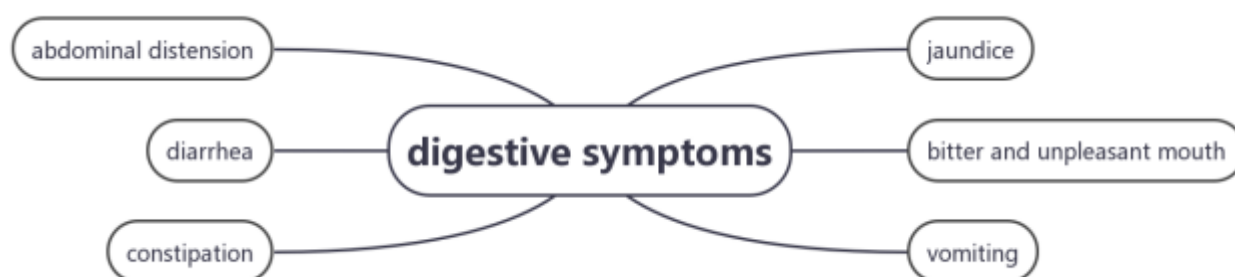 abdominal distension
diarrhea
constipation
digestive symptoms
jaundice
bitter and unpleasant mouth
vomiting